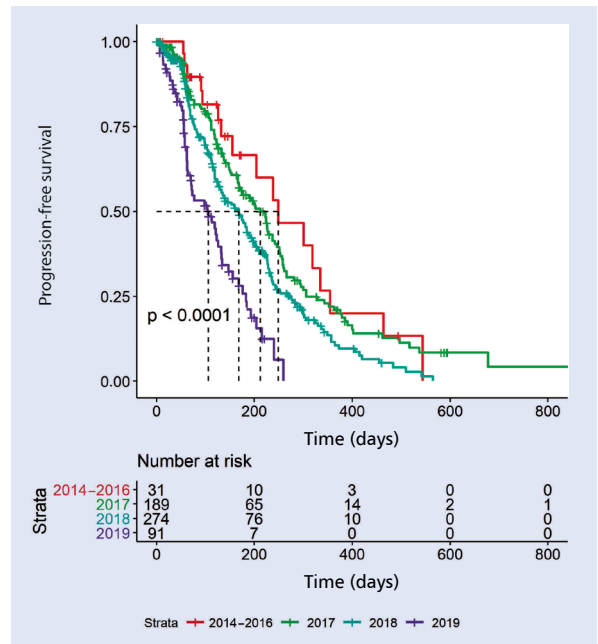 Progression-free survival
1.00
0.75
0.50
0.25
0.00
p < 0.0001
0 200 400 600 800
Time (days)
Number at risk
Strata
2014–2016 31 10 3 0 0
2017 189 65 14 2 1
2018 274 76 10 0 0
2019 91 7 0 0 0
0 200 400 600 800
Time (days)
Strata 2014–2016 2017 2018 2019